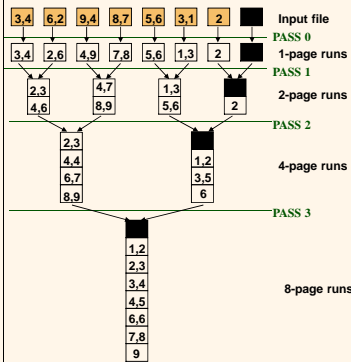 3,4 6,2 9,4 8,7 5,6 3,1 2 Input file
PASS 0
3,4 2,6 4,9 7,8 5,6 1,3 2 1-page runs
PASS 1
2,3 4,7 1,3 2-page runs
4,6 8,9 5,6 2
PASS 2
2,3
4,4 1,2 4-page runs
6,7 3,5
8,9 6
PASS 3
1,2
2,3
3,4 8-page runs
4,5
6,6
7,8
9